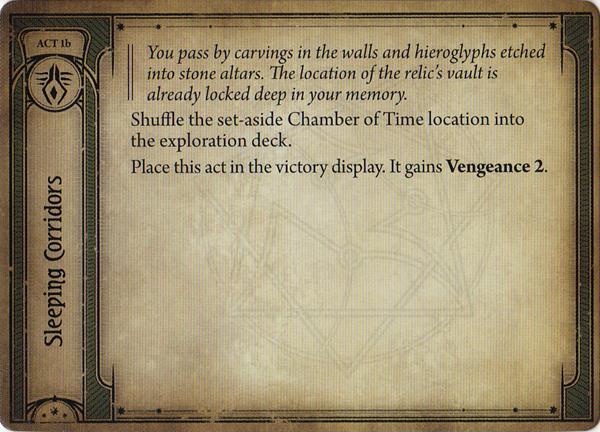 ACT 1b
Sleeping Corridors
You pass by carvings in the walls and hieroglyphs etched
into stone altars. The location of the relic's vault is
already locked deep in your memory.
Shuffle the set-aside Chamber of Time location into
the exploration deck.
Place this act in the victory display. It gains Vengeance 2.